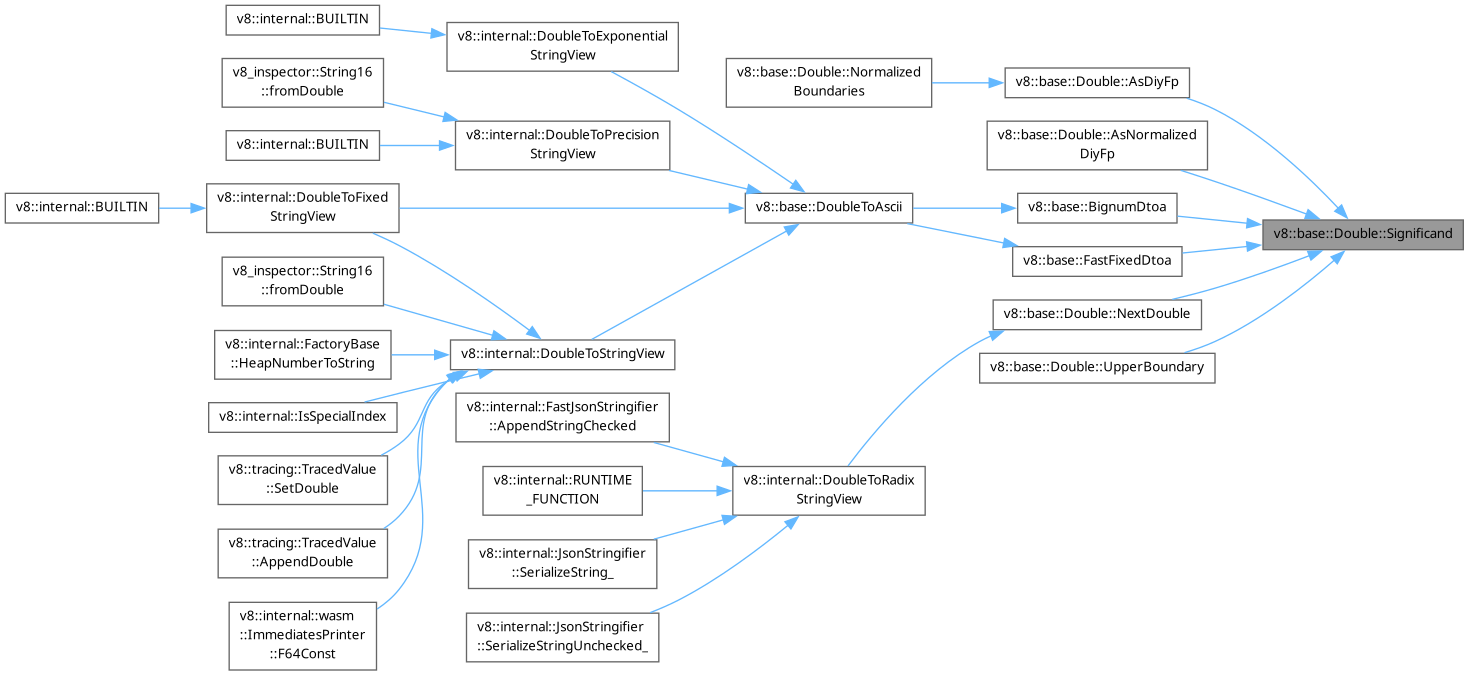 v8::internal::BUILTIN
v8::internal::DoubleToExponential
StringView
v8_inspector::String16
::fromDouble
v8::base::Double::Normalized
Boundaries
v8::base::Double::AsDiyFp
v8::internal::BUILTIN
v8::internal::DoubleToPrecision
StringView
v8::base::Double::AsNormalized
DiyFp
v8::internal::BUILTIN
v8::internal::DoubleToFixed
StringView
v8::base::DoubleToAscii
v8::base::BignumDtoa
v8::base::Double::Significand
v8::base::FastFixedDtoa
v8_inspector::String16
::fromDouble
v8::base::Double::NextDouble
v8::internal::FactoryBase
::HeapNumberToString
v8::internal::DoubleToStringView
v8::base::Double::UpperBoundary
v8::internal::IsSpecialIndex
v8::internal::FastJsonStringifier
::AppendStringChecked
v8::tracing::TracedValue
::SetDouble
v8::internal::RUNTIME
_FUNCTION
v8::internal::DoubleToRadix
StringView
v8::tracing::TracedValue
::AppendDouble
v8::internal::JsonStringifier
::SerializeString_
v8::internal::wasm
::ImmediatesPrinter
::F64Const
v8::internal::JsonStringifier
::SerializeStringUnchecked_